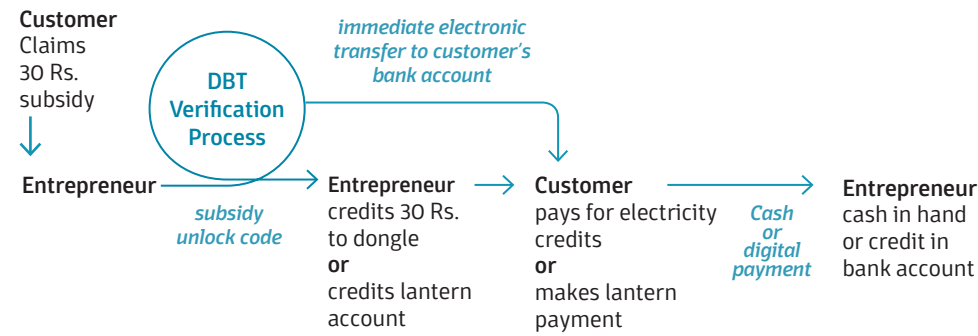 Customer
Claims
30 Rs.
subsidy
DBT
Verification
Process
immediate electronic
transfer to customer's
bank account
Entrepreneur
subsidy
unlock code
Entrepreneur
credits 30 Rs.
to dongle
or
credits lantern
account
Customer
pays for electricity
credits
or
makes lantern
payment
Cash
or
digital
payment
Entrepreneur
cash in hand
or credit in
bank account